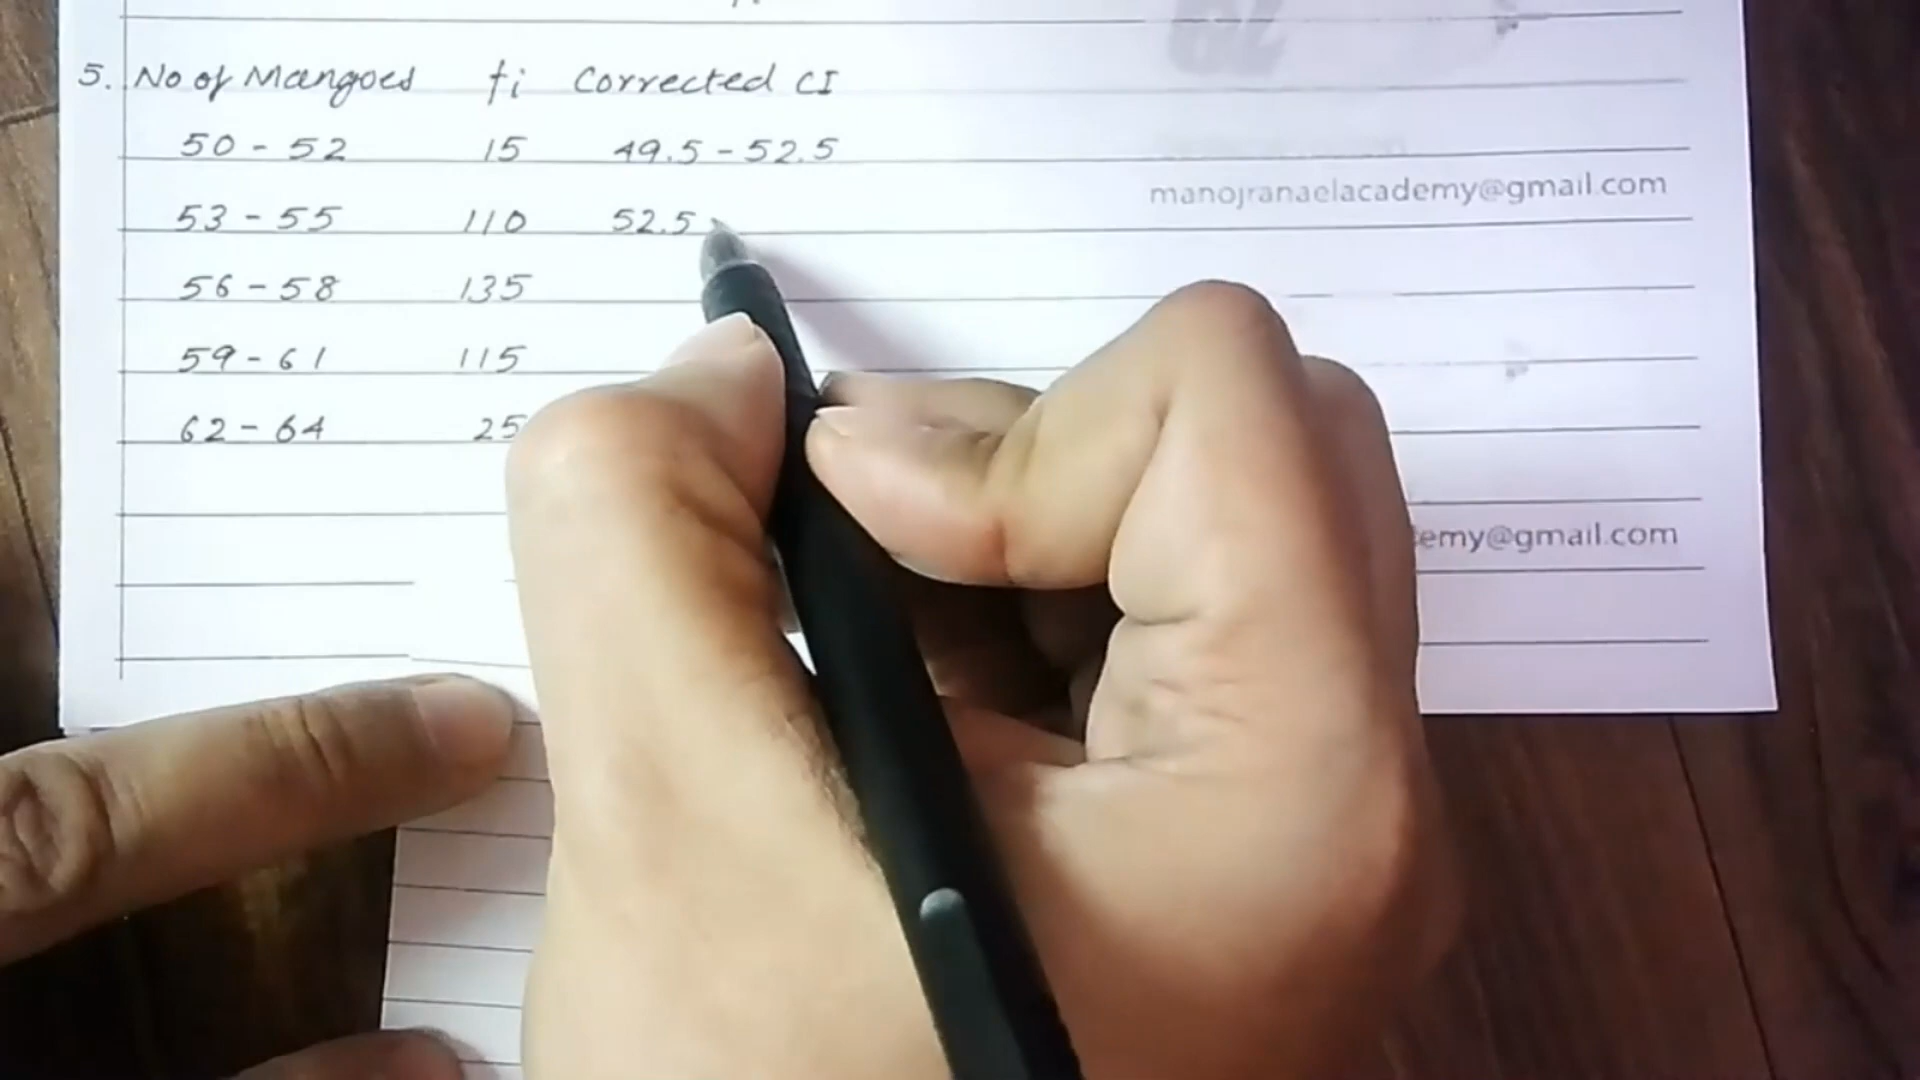 5. No of Mangoes fi Corrected CI
50 - 52 15 49.5 - 52.5
manojranaelacademy@gmail.com
53 - 55 110 52.5
56 - 58 135
59 - 61 115
62 - 64 25
emy@gmail.com